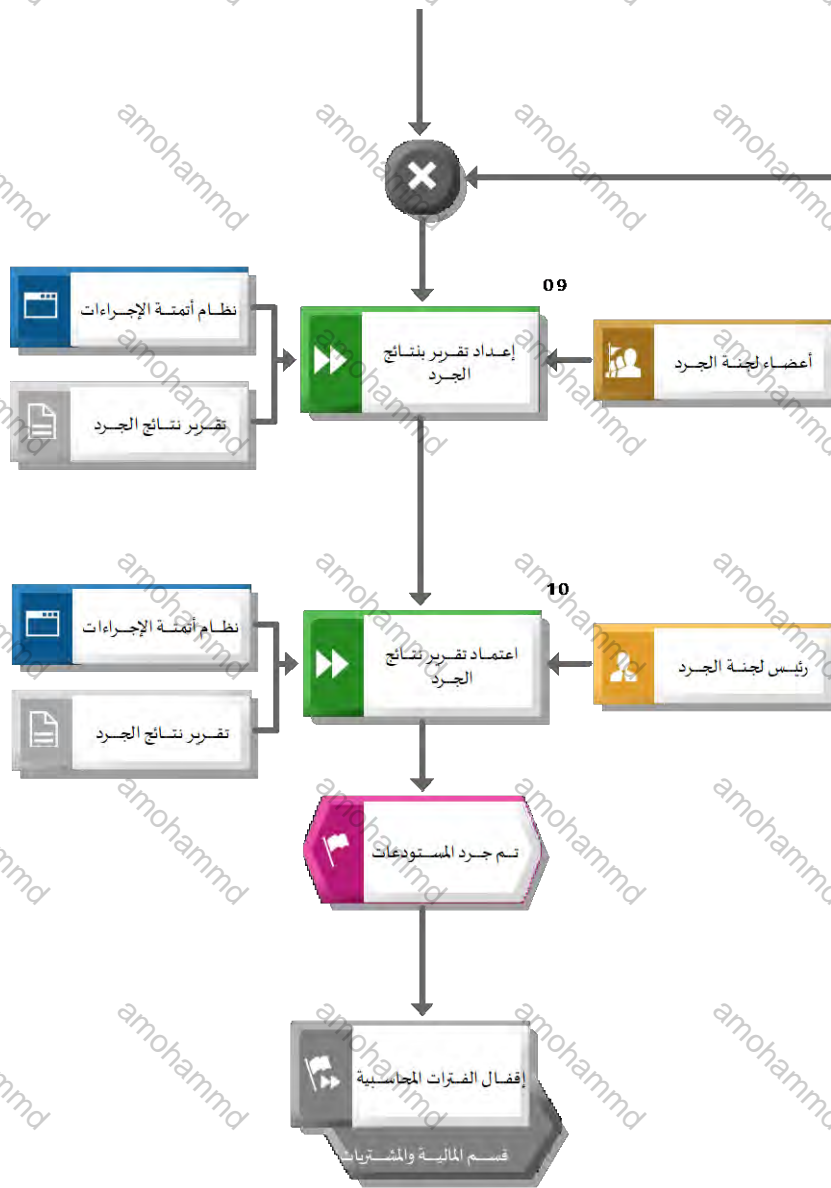 09
نظام أتمتة الإجراءات
إعداد تقرير بنتائج
الجرد
أعضاء لجنة الجرد
تقرير نتائج الجرد
10
نظام أتمتة الإجراءات
اعتماد تقرير نتائج
الجرد
رئيس لجنة الجرد
تقرير نتائج الجرد
تم جرد المستودعات
إقفال الفترات المحاسبية
قسم المالية والمشتريات
amohammd